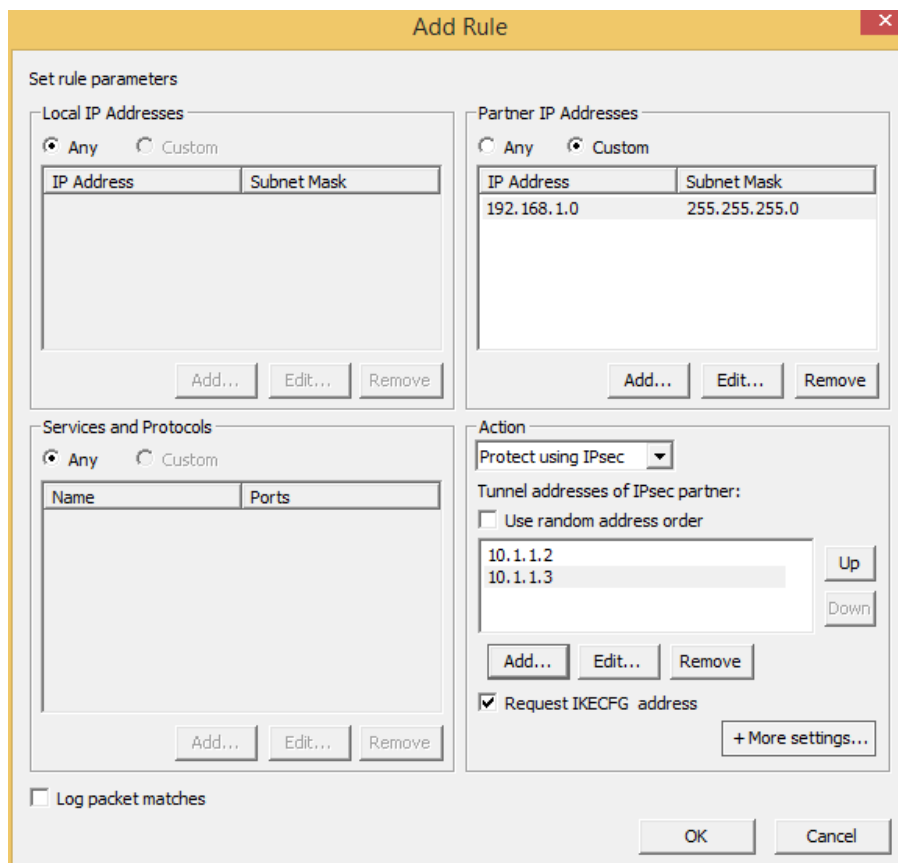 Add Rule
Set rule parameters
Local IP Addresses
Any Custom
IP Address Subnet Mask
Add... Edit... Remove
Partner IP Addresses
Any Custom
IP Address Subnet Mask
192.168.1.0 255.255.255.0
Add... Edit... Remove
Services and Protocols
Any Custom
Name Ports
Add... Edit... Remove
Action
Protect using IPsec
Tunnel addresses of IPsec partner:
Use random address order
10.1.1.2
10.1.1.3
Up
Down
Add... Edit... Remove
Request IKECFG address
+ More settings...
Log packet matches
OK Cancel